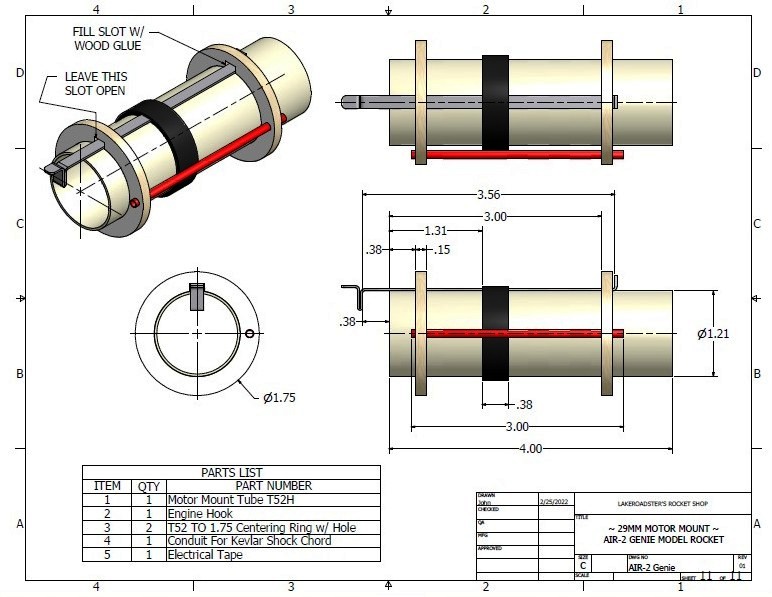 4 3 2 1
FILL SLOT W/
WOOD GLUE
LEAVE THIS
SLOT OPEN
D D
3.56
3.00
1.31
.38 .15
C C
.38
Ø1.21
B B
Ø1.75
.38
3.00
4.00
PARTS LIST
ITEM QTY PART NUMBER
1 1 Motor Mount Tube T52H
2 1 Engine Hook
3 2 T52 TO 1.75 Centering Ring w/ Hole
4 1 Conduit For Kevlar Shock Chord
5 1 Electrical Tape
A A
DRAWN
John 2/25/2022
CHECKED
QA
MFG
APPROVED
LAKEROADSTER'S ROCKET SHOP
TITLE
~ 29MM MOTOR MOUNT ~
AIR-2 GENIE MODEL ROCKET
SIZE
C
DWG NO
AIR-2 Genie
REV
01
SCALE
SHEET 11 OF 11
4 3 2 1